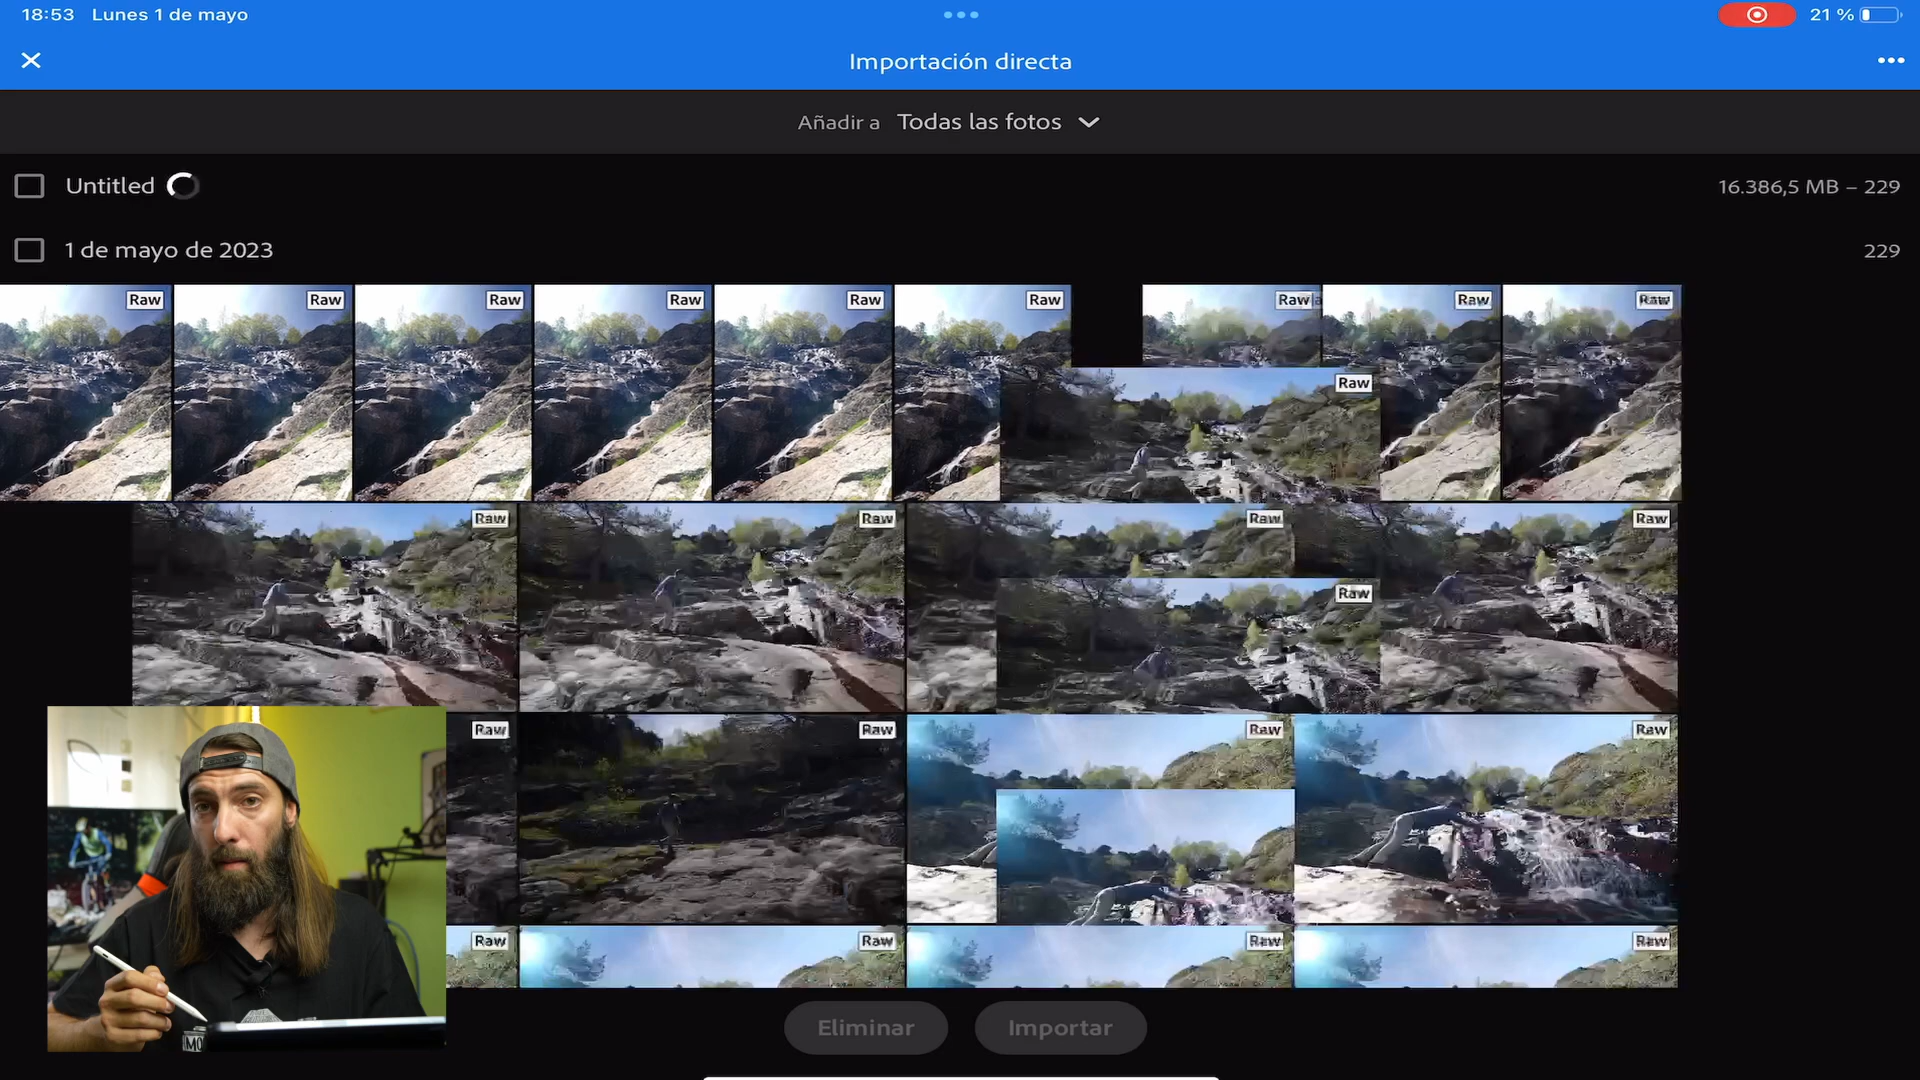 18:53 Lunes 1 de mayo
21 %
Importación directa
Añadir a Todas las fotos
Untitled
16.386,5 MB – 229
1 de mayo de 2023
229
Raw Raw Raw Raw Raw Raw Raw Raw Raw
Raw
Raw Raw Raw Raw
Raw
Raw Raw Raw Raw
Raw Raw Raw Raw
Eliminar Importar